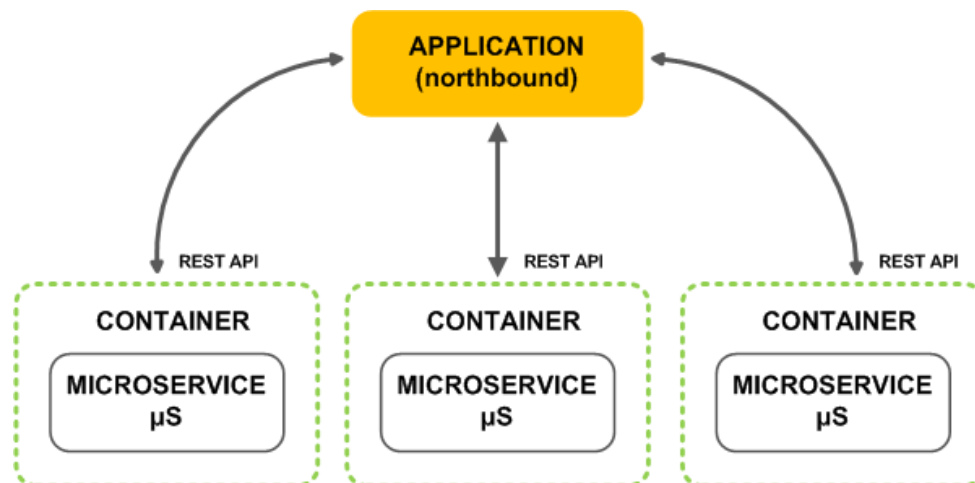 APPLICATION
(northbound)
REST API
REST API
REST API
CONTAINER
CONTAINER
CONTAINER
MICROSERVICE
µS
MICROSERVICE
µS
MICROSERVICE
µS